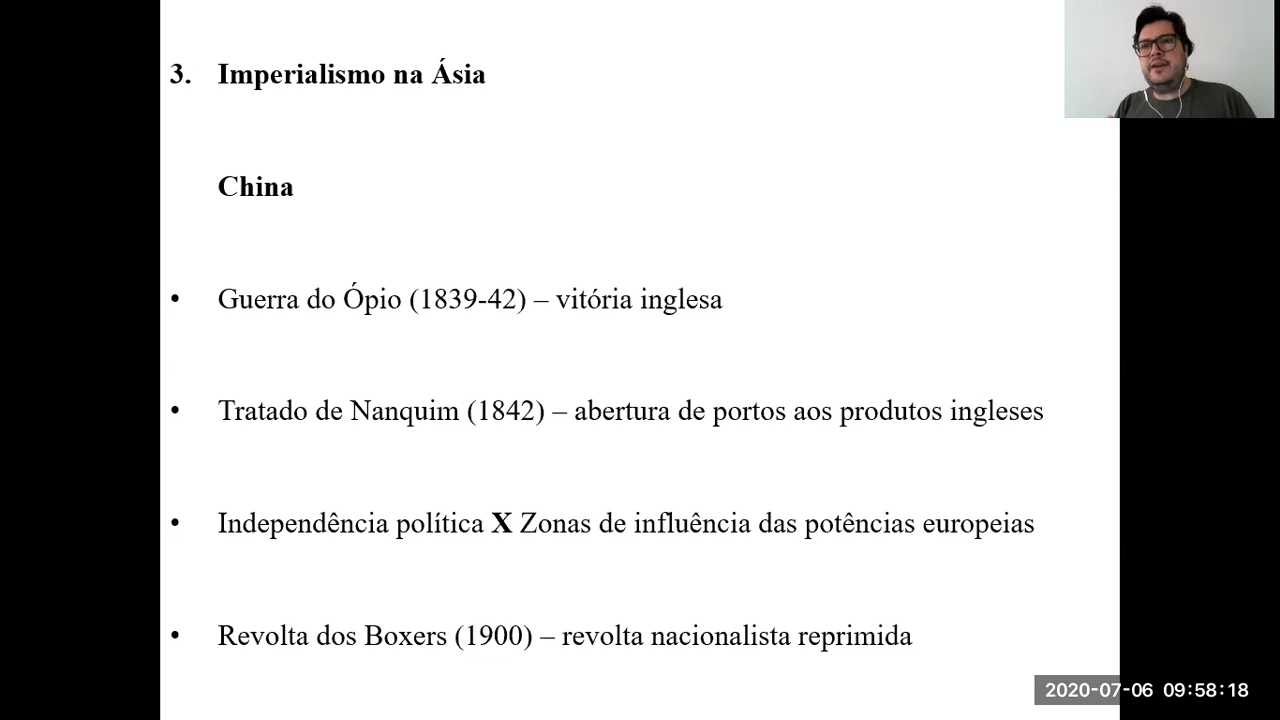 3. Imperialismo na Ásia
China
• Guerra do Ópio (1839-42) – vitória inglesa
• Tratado de Nanquim (1842) – abertura de portos aos produtos ingleses
• Independência política X Zonas de influência das potências europeias
• Revolta dos Boxers (1900) – revolta nacionalista reprimida
2020-07-06 09:58:18